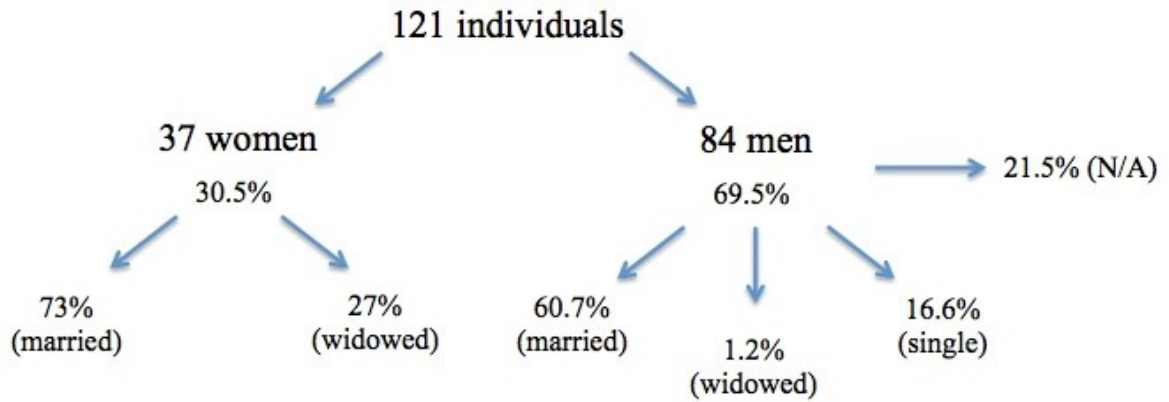 121 individuals
37 women
84 men
30.5%
69.5%
21.5% (N/A)
73%
(married)
27%
(widowed)
60.7%
(married)
1.2%
(widowed)
16.6%
(single)